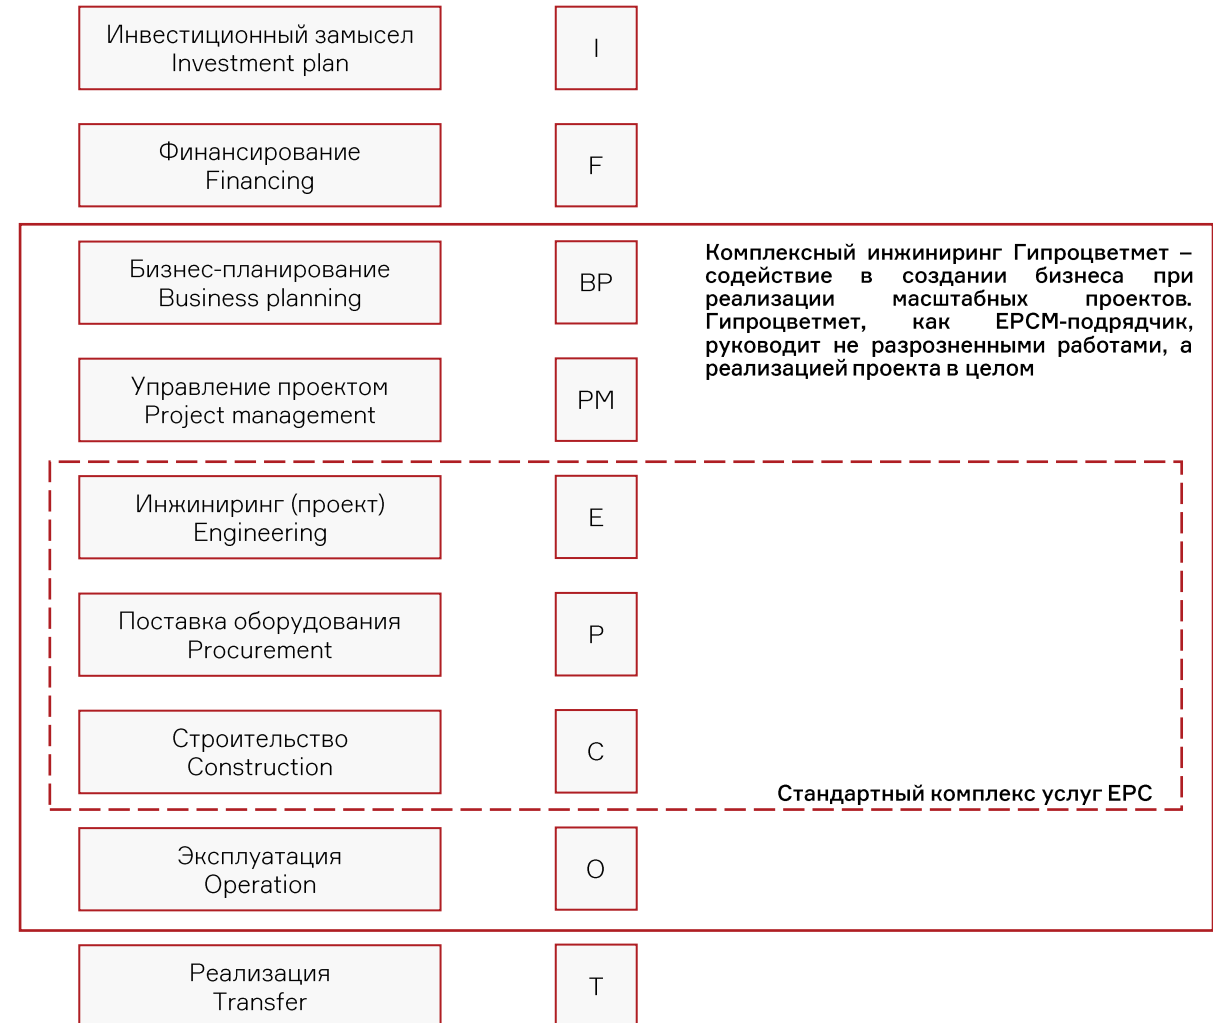 Инвестиционный замысел
Investment plan
I
Финансирование
Financing
F
Бизнес-планирование
Business planning
BP
Комплексный инжиниринг Гипроцветмет –
содействие в создании бизнеса при
реализации масштабных проектов.
Гипроцветмет, как ЕРСМ-подрядчик,
руководит не разрозненными работами, а
реализацией проекта в целом
Управление проектом
Project management
PM
Инжиниринг (проект)
Engineering
E
Поставка оборудования
Procurement
P
Строительство
Construction
C
Стандартный комплекс услуг ЕРС
Эксплуатация
Operation
O
Реализация
Transfer
T